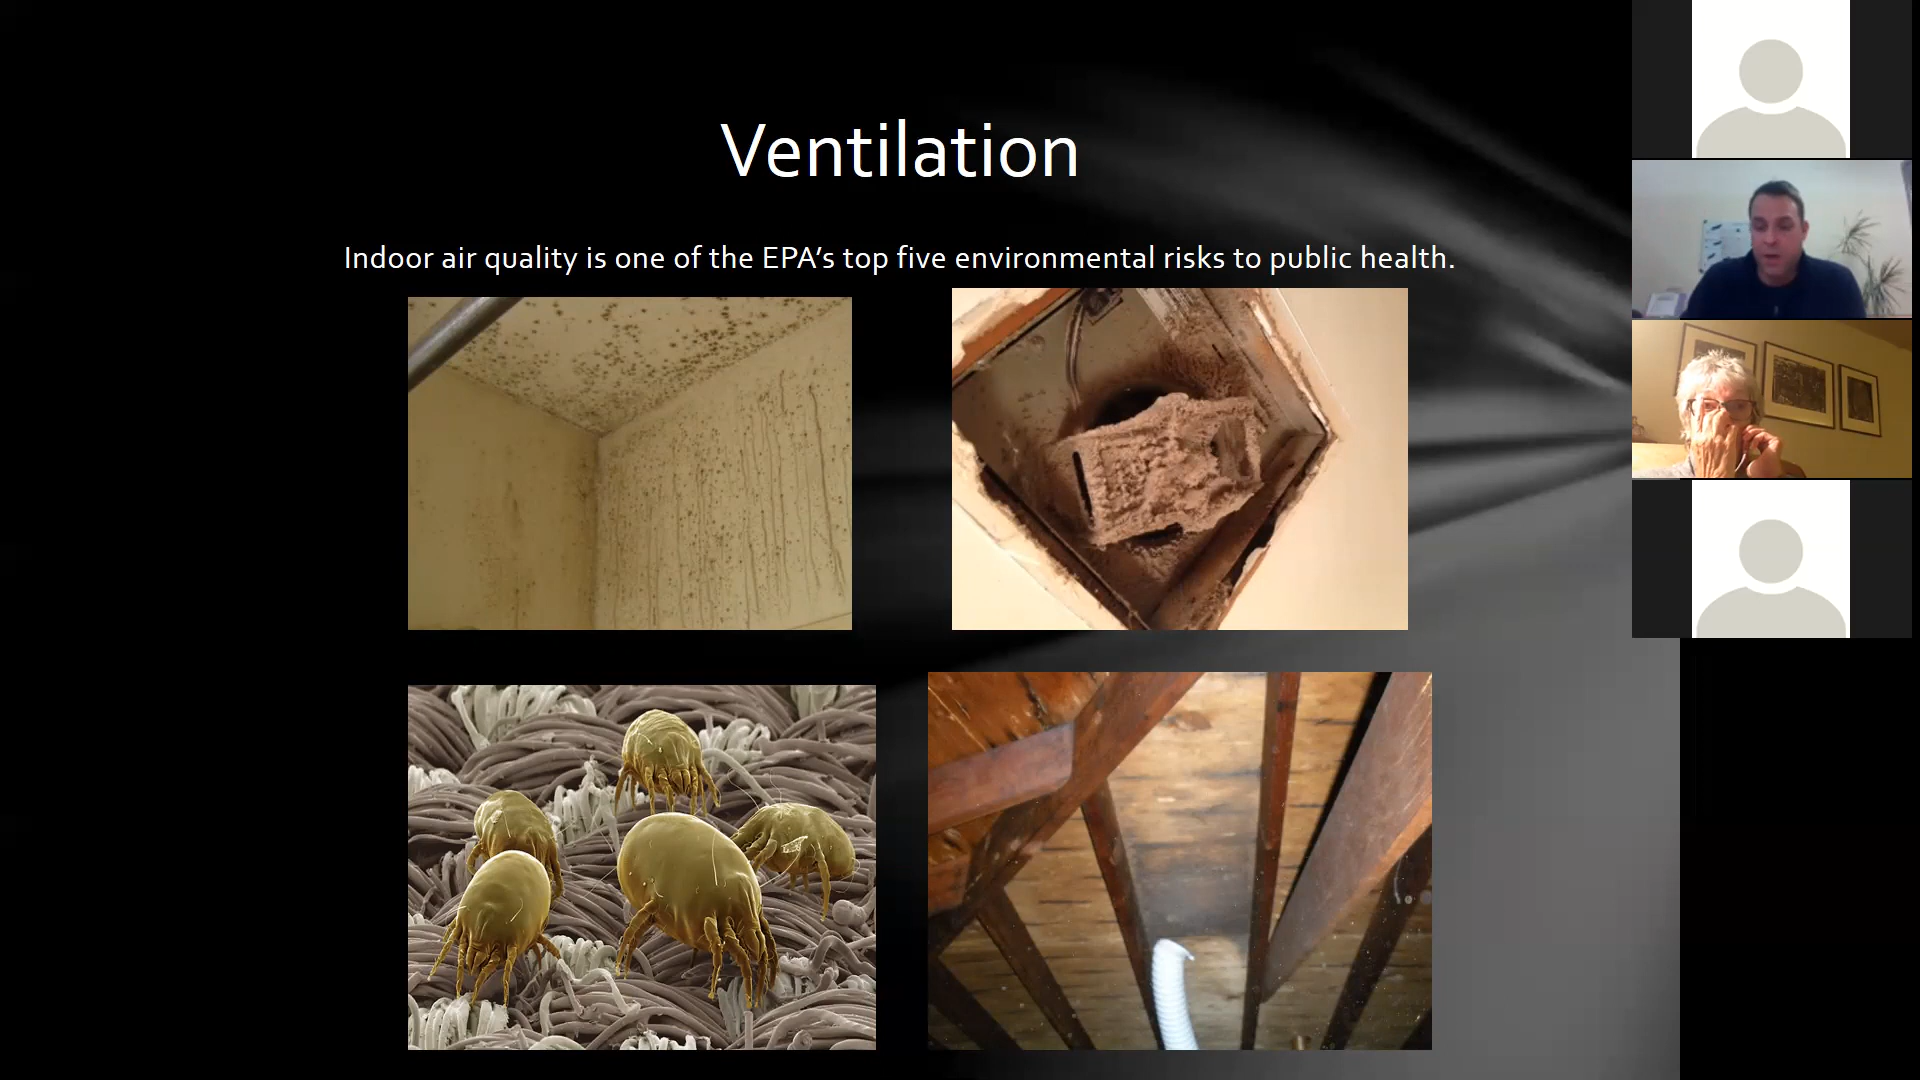 Ventilation
Indoor air quality is one of the EPA’s top five environmental risks to public health.